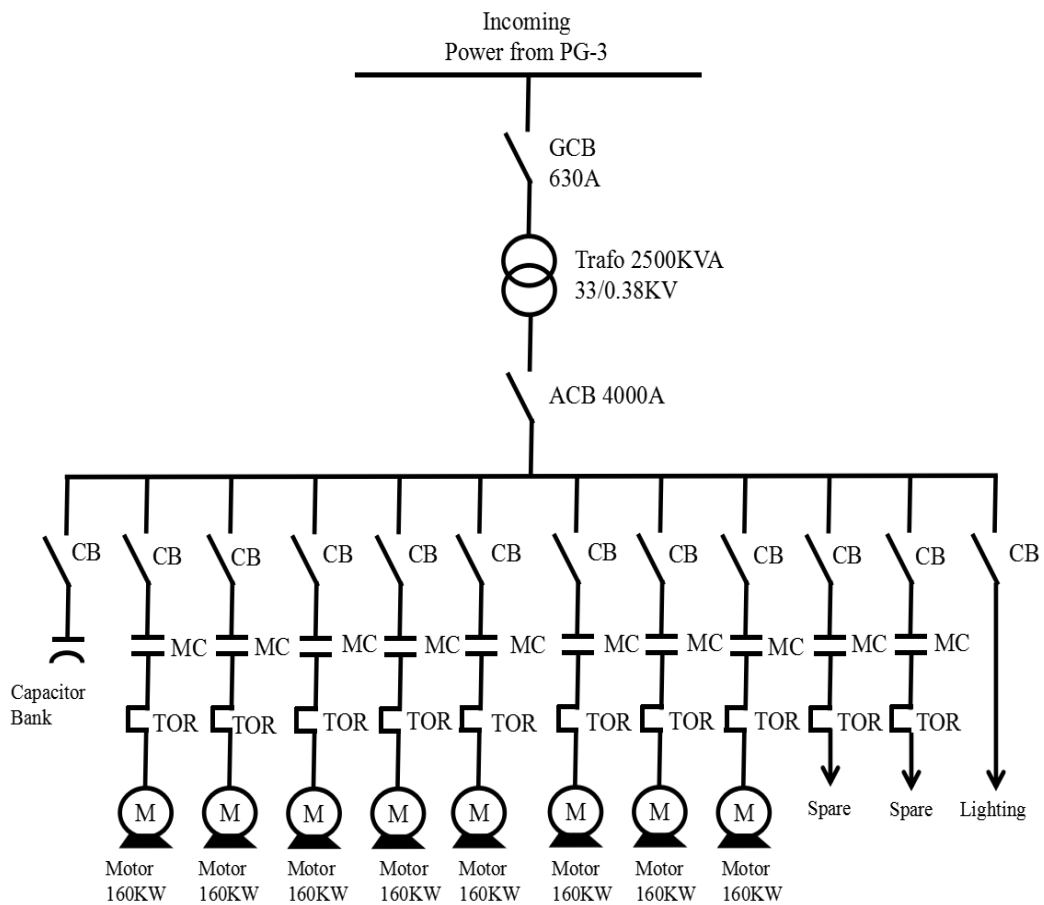 Incoming
Power from PG-3
GCB
630A
Trafo 2500KVA
33/0.38KV
ACB 4000A
CB CB CB CB CB CB CB CB CB CB CB CB
MC MC MC MC MC MC MC MC MC MC
Capacitor
Bank
TOR TOR TOR TOR TOR TOR TOR TOR TOR TOR
M M M M M M M M
Spare Spare Lighting
Motor Motor Motor Motor Motor Motor Motor Motor
160KW 160KW 160KW 160KW 160KW 160KW 160KW 160KW